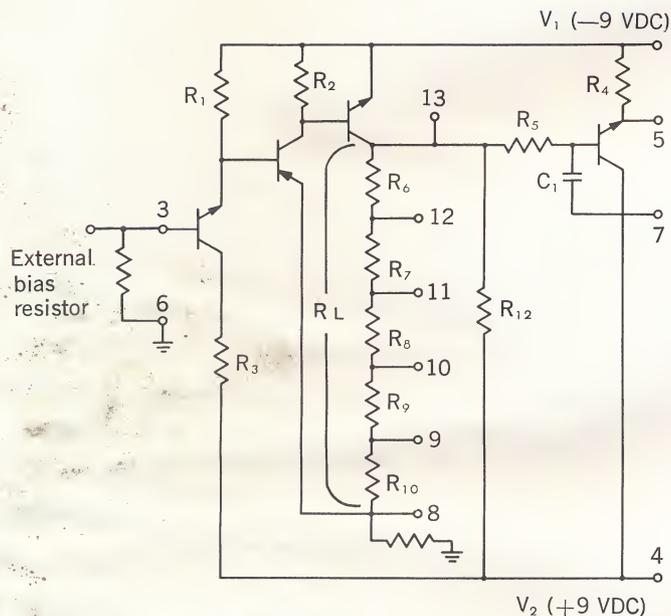 V₁ (—9 VDC)
R₁
R₂
R₄
13
5
R₅
C₁
3
R₆
12
7
External
bias
resistor
6
R₇
11
R L
R₁₂
R₃
R₈
10
R₉
9
R₁₀
8
4
V₂ (+9 VDC)